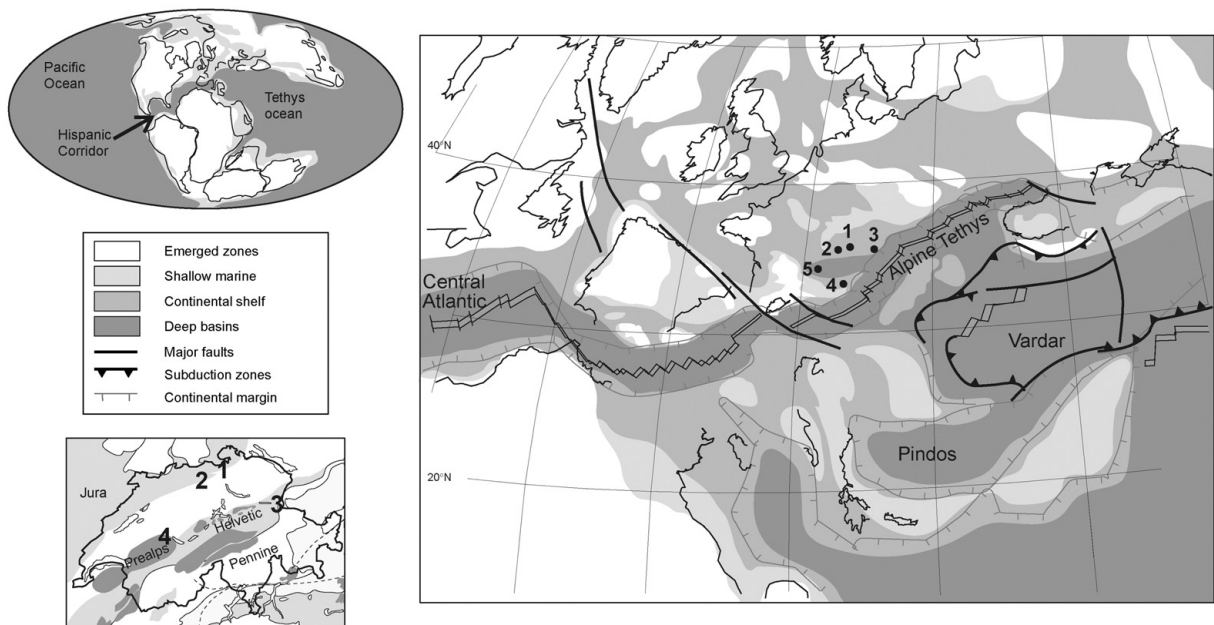 Pacific
Ocean
Tethys
ocean
Hispanic
Corridor
Emerged zones
Shallow marine
Continental shelf
Deep basins
Major faults
Subduction zones
Continental margin
Jura
1
2
3
4
Helvetic
Prealps
Pennine
40°N
20°N
Central
Atlantic
1
2
3
5
4
Alpine Tethys
Vardar
Pindos